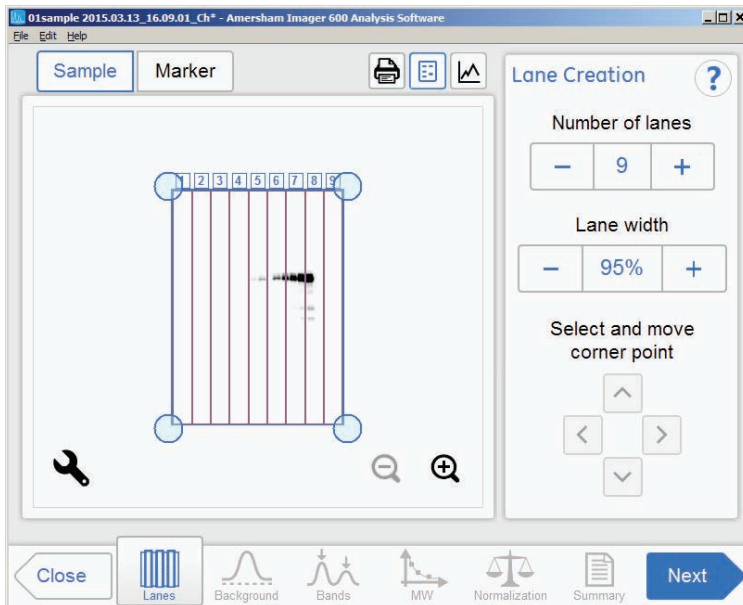 01sample 2015.03.13_16.09.01_Ch* - Amersham Imager 600 Analysis Software
File Edit Help
Sample Marker
Lane Creation ?
Number of lanes
− 9 +
Lane width
− 95% +
Select and move
corner point
1 2 3 4 5 6 7 8 9
Close
Lanes Background Bands MW Normalization Summary
Next